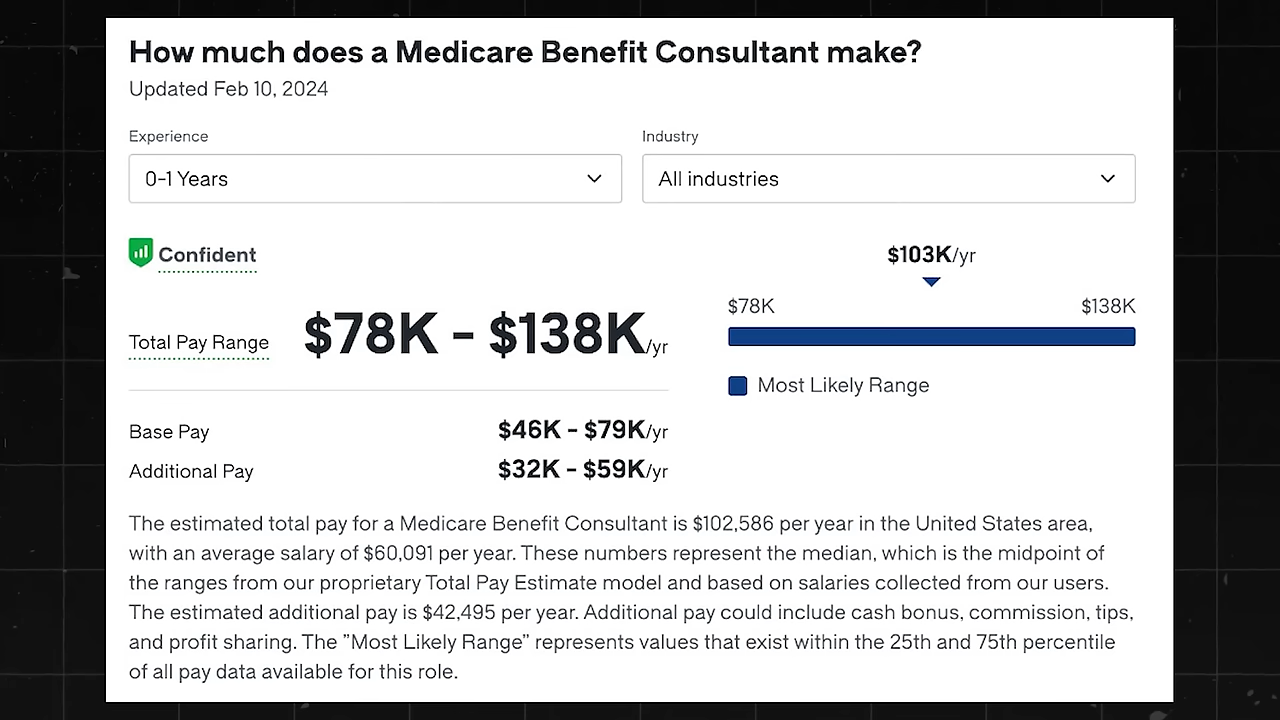 How much does a Medicare Benefit Consultant make?
Updated Feb 10, 2024
Experience
Industry
0-1 Years
All industries
Confident
$103K/yr
$78K
$138K
Total Pay Range
$78K - $138K/yr
Most Likely Range
Base Pay
$46K - $79K/yr
Additional Pay
$32K - $59K/yr
The estimated total pay for a Medicare Benefit Consultant is $102,586 per year in the United States area,
with an average salary of $60,091 per year. These numbers represent the median, which is the midpoint of
the ranges from our proprietary Total Pay Estimate model and based on salaries collected from our users.
The estimated additional pay is $42,495 per year. Additional pay could include cash bonus, commission, tips,
and profit sharing. The ”Most Likely Range” represents values that exist within the 25th and 75th percentile
of all pay data available for this role.